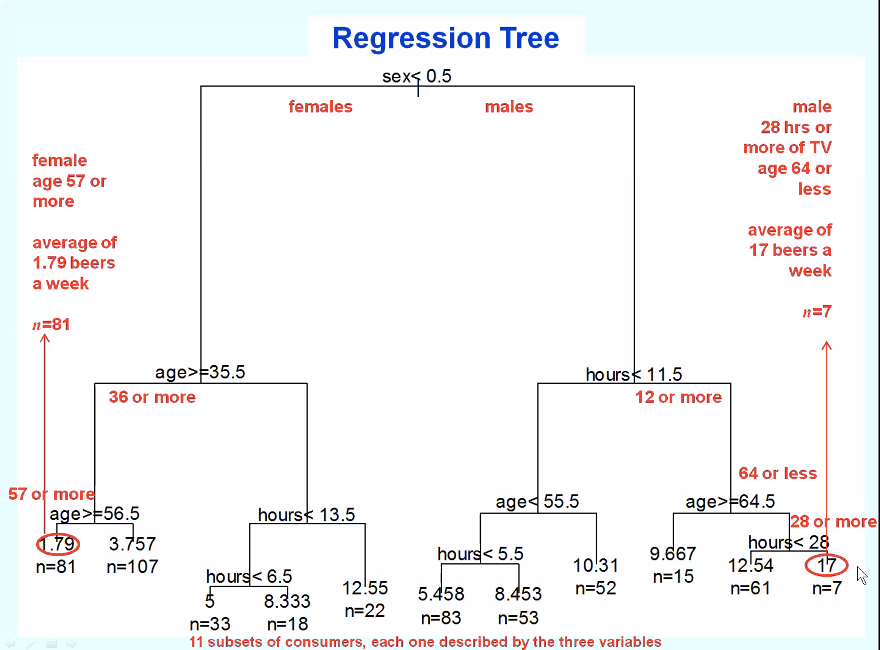 Regression Tree
sex< 0.5
females
males
female
age 57 or
more
average of
1.79 beers
a week
n=81
male
28 hrs or
more of TV
age 64 or
less
average of
17 beers a
week
n=7
age>=35.5
36 or more
hours< 11.5
12 or more
57 or more
age>=56.5
1.79
n=81
3.757
n=107
hours< 13.5
hours< 6.5
5
n=33
8.333
n=18
12.55
n=22
age< 55.5
hours< 5.5
5.458
n=83
8.453
n=53
10.31
n=52
64 or less
age>=64.5
9.667
n=15
28 or more
hours< 28
12.54
n=61
17
n=7
11 subsets of consumers, each one described by the three variables